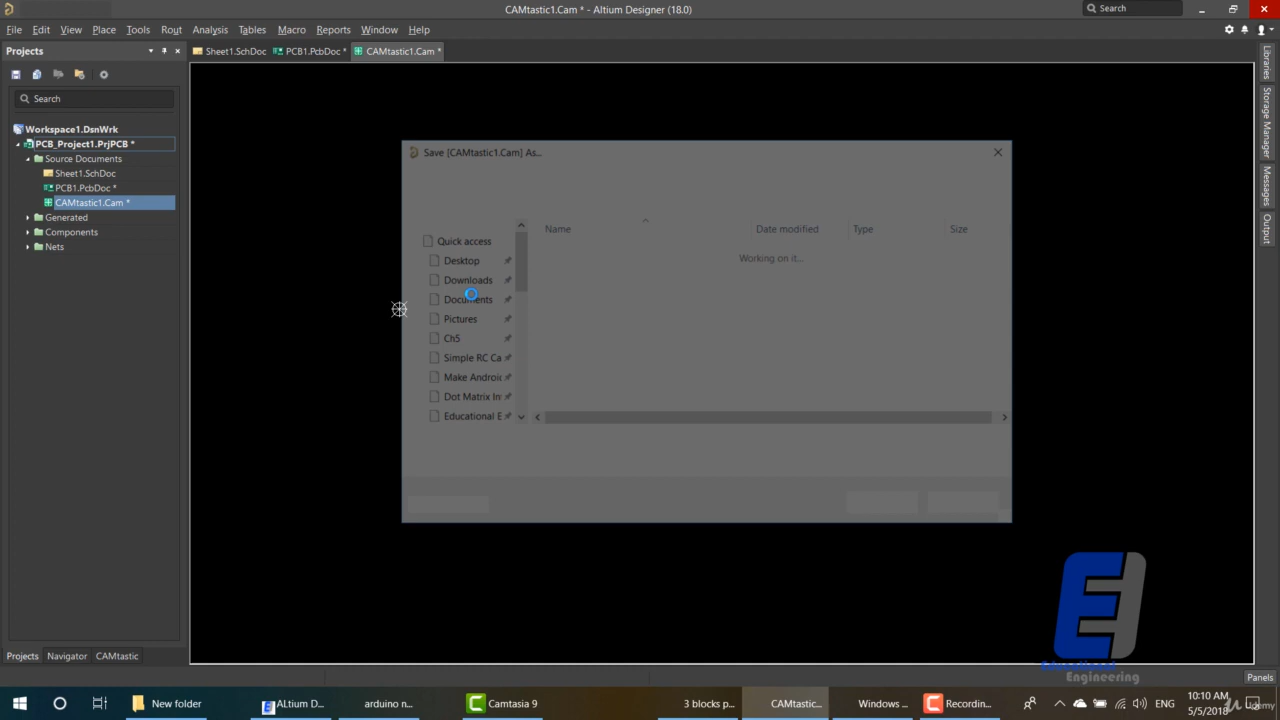 CAMtastic1.Cam * - Altium Designer (18.0)
Search
File Edit View Place Tools Rout Analysis Tables Macro Reports Window Help
Projects
Sheet1.SchDoc PCB1.PcbDoc * CAMtastic1.Cam *
Search
Workspace1.DsnWrk
PCB_Project1.PrjPCB *
Source Documents
Sheet1.SchDoc
PCB1.PcbDoc *
CAMtastic1.Cam *
Generated
Components
Nets
Save [CAMtastic1.Cam] As...
Name Date modified Type Size
Working on it...
Quick access
Desktop
Downloads
Documents
Pictures
Ch5
Simple RC Ca
Make Androic
Dot Matrix In
Educational E
Libraries
Storage Manager
Messages
Output
Educational
Engineering
Projects Navigator CAMtastic
Panels
New folder
ALtium D...
arduino n...
Camtasia 9
3 blocks p...
CAMtastic...
Windows ...
Recordin...
ENG
10:10 AM
5/5/2018
Udemy